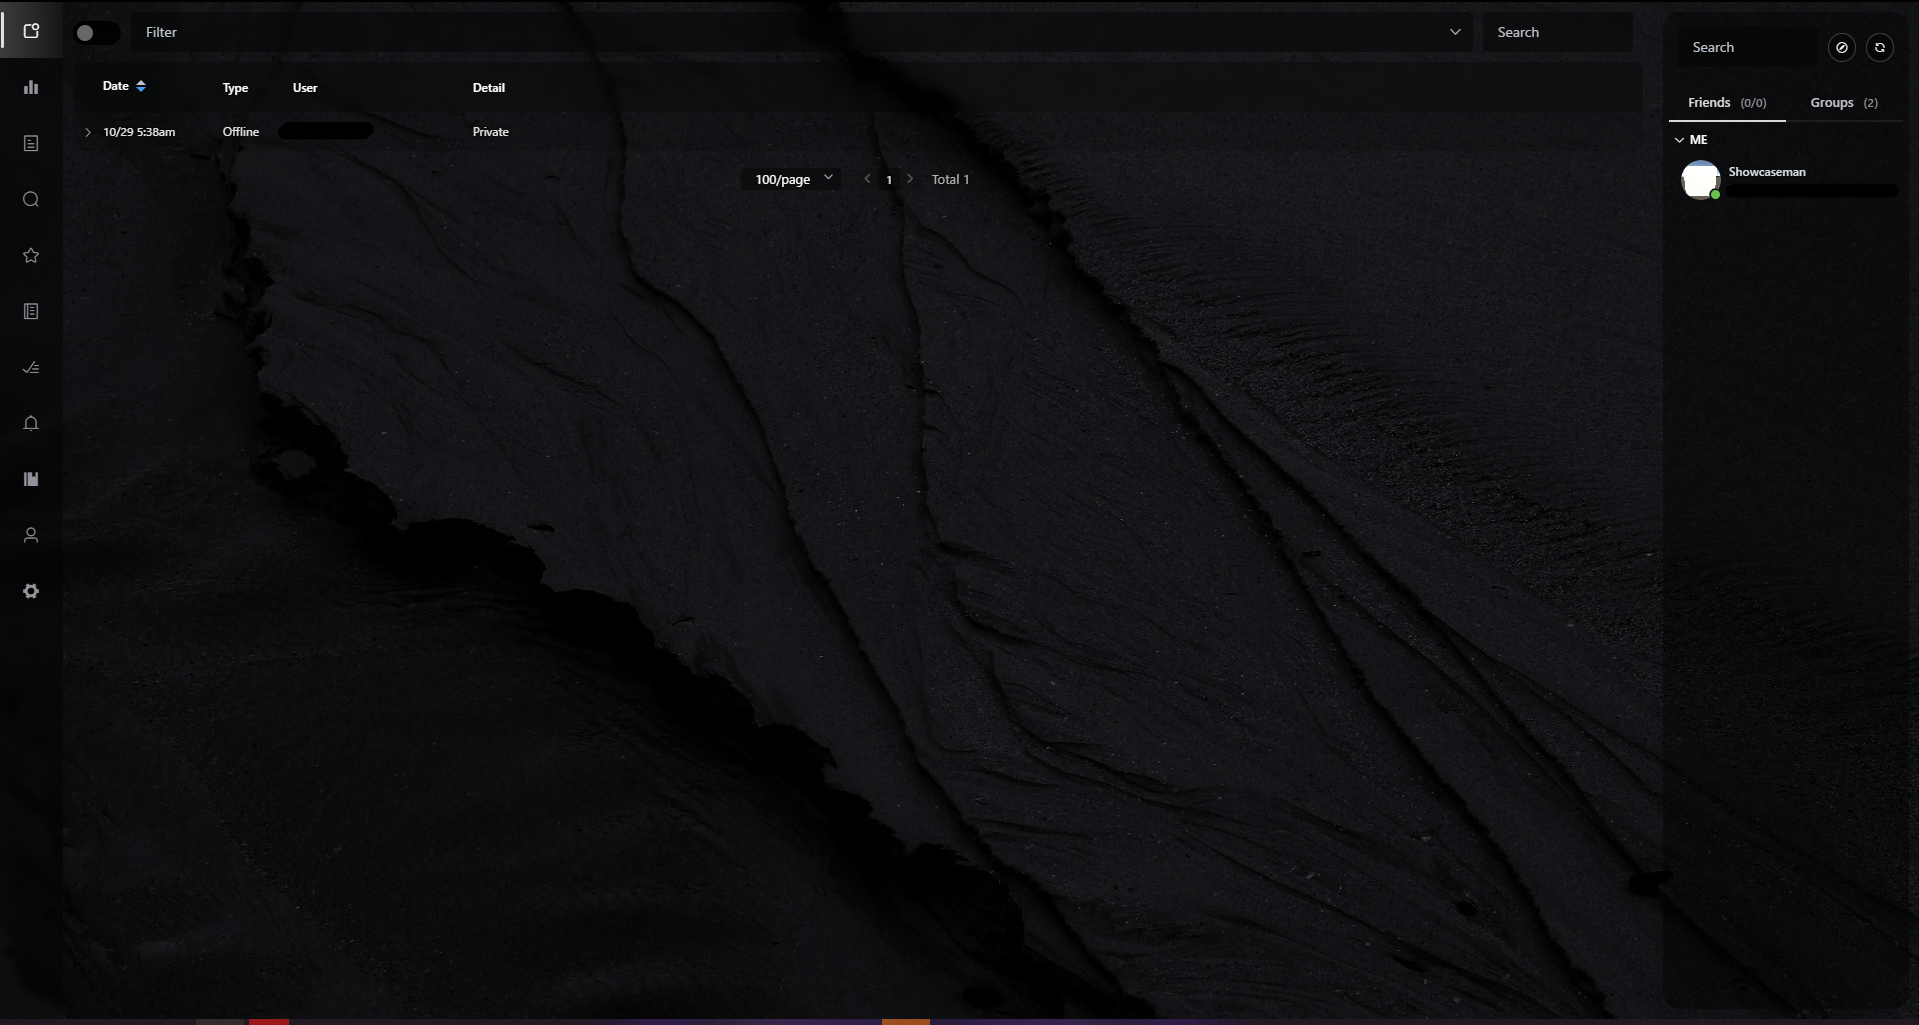 Filter
Search
Date Type User Detail
10/29 5:38am Offline Private
100/page 1 Total 1
Search
Friends (0/0) Groups (2)
ME
Showcaseman